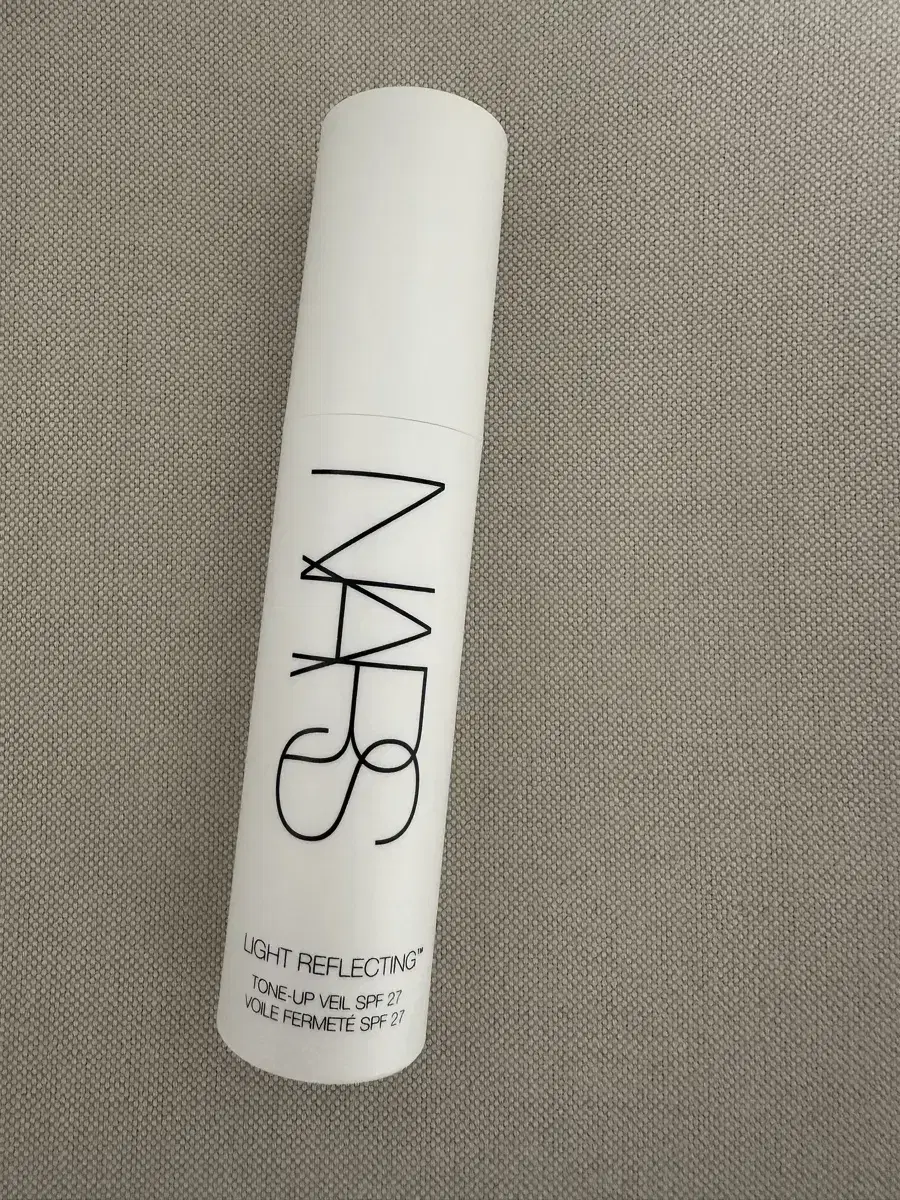 NARS
LIGHT REFLECTING™
TONE-UP VEIL SPF 27
VOILE FERMETÉ SPF 27